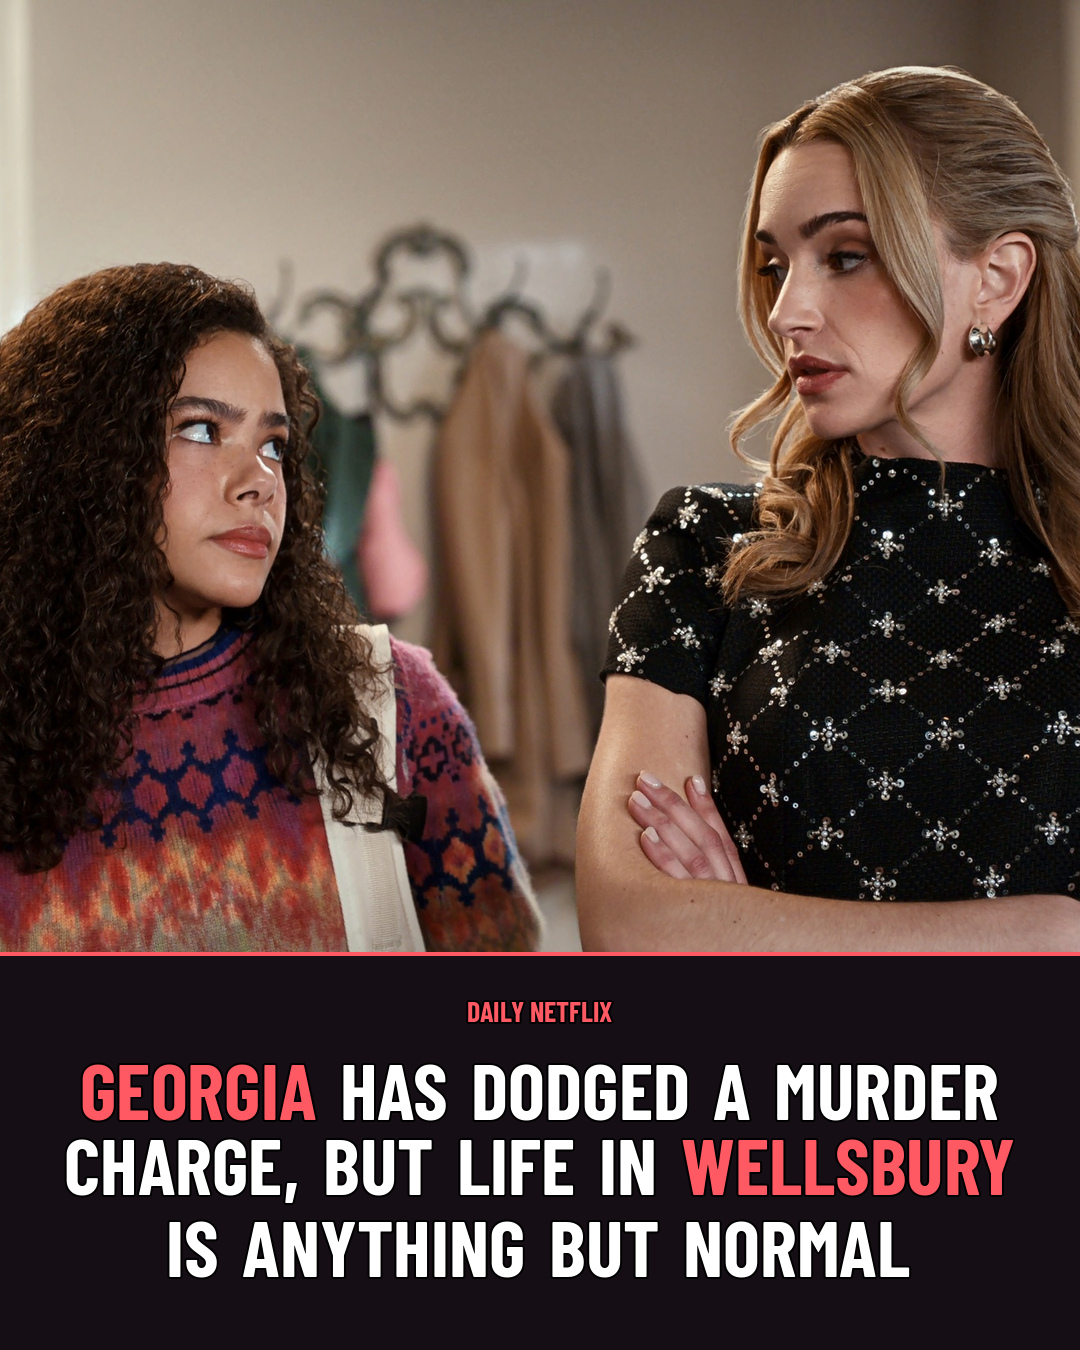 DAILY NETFLIX
GEORGIA HAS DODGED A MURDER
CHARGE, BUT LIFE IN WELLSBURY
IS ANYTHING BUT NORMAL